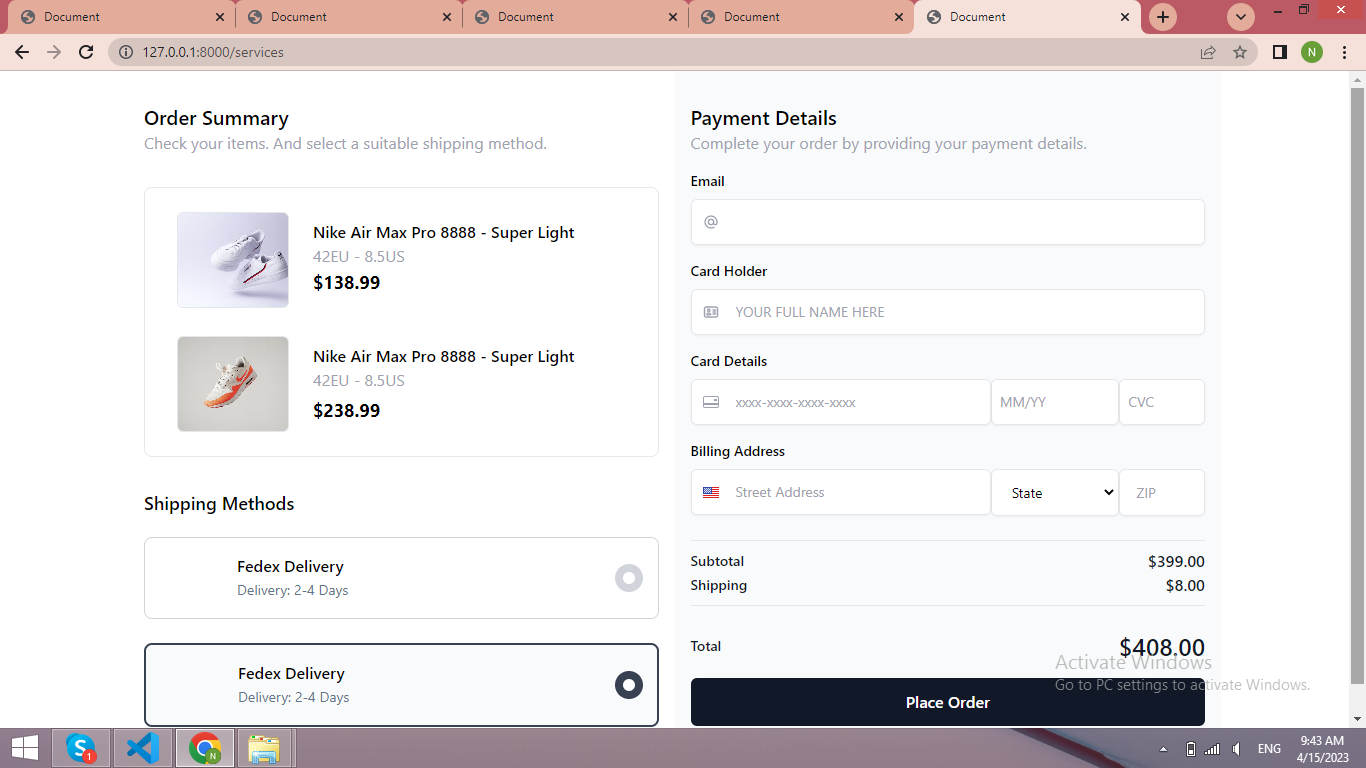 Document
Document
Document
Document
Document
127.0.0.1:8000/services
N
Order Summary
Check your items. And select a suitable shipping method.
Nike Air Max Pro 8888 - Super Light
42EU - 8.5US
$138.99
Nike Air Max Pro 8888 - Super Light
42EU - 8.5US
$238.99
Shipping Methods
Fedex Delivery
Delivery: 2-4 Days
Fedex Delivery
Delivery: 2-4 Days
Payment Details
Complete your order by providing your payment details.
Email
@
Card Holder
YOUR FULL NAME HERE
Card Details
xxxx-xxxx-xxxx-xxxx MM/YY CVC
Billing Address
Street Address State ZIP
Subtotal $399.00
Shipping $8.00
Total $408.00
Activate Windows
Go to PC settings to activate Windows.
Place Order
S 1 N ENG 9:43 AM
4/15/2023